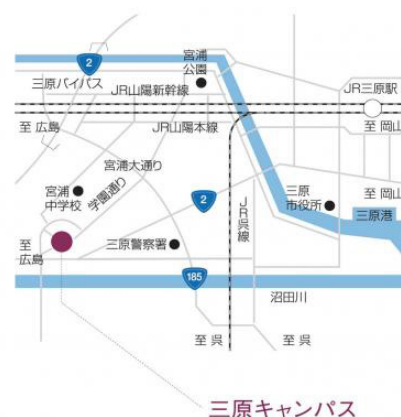 2
宮浦
公園
三原バイパス
JR山陽新幹線
JR三原駅
至 広島
JR山陽本線
至 岡山
宮浦大通り
宮浦
中学校
学園通り
2
JR呉線
三原
市役所
至 岡山
三原港
至
広島
三原警察署
185
沼田川
至 呉
至 呉
三原キャンパス